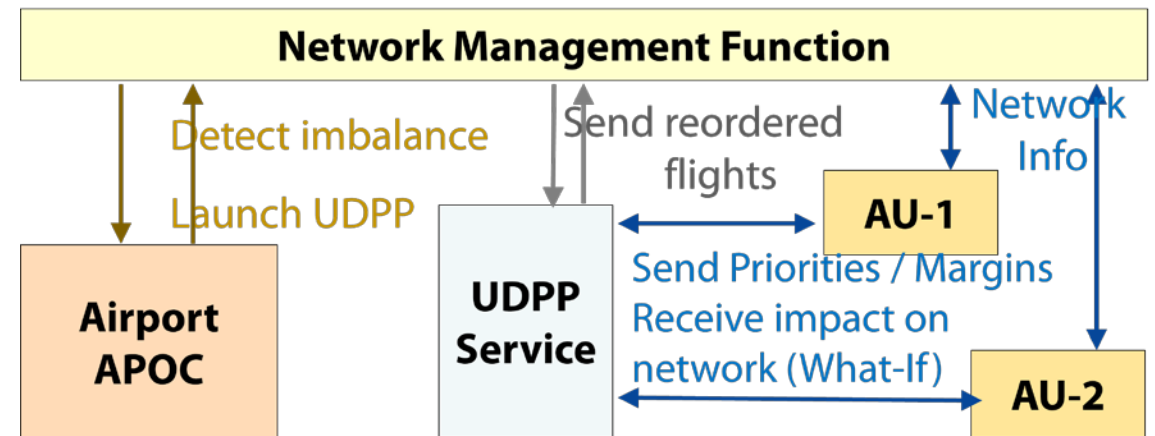 Network Management Function
Detect imbalance
Launch UDPP
Send reordered
flights
Network
Info
AU-1
Airport
APOC
UDPP
Service
Send Priorities / Margins
Receive impact on
network (What-If)
AU-2